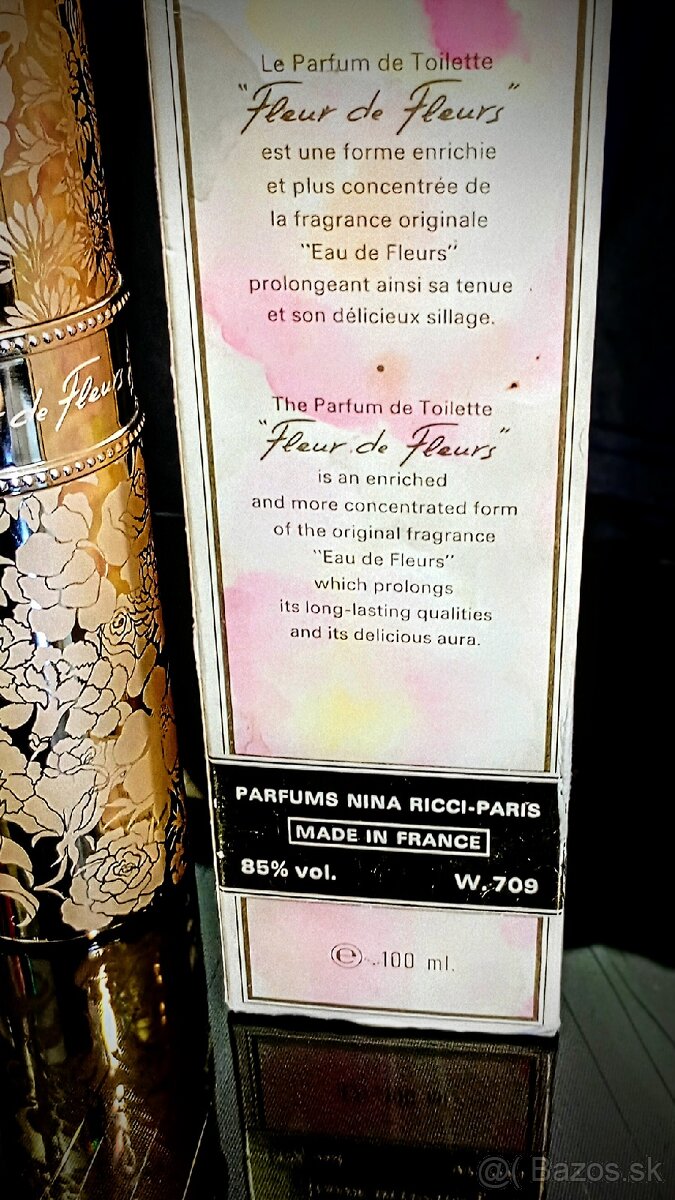 Le Parfum de Toilette
"Fleur de Fleurs"
est une forme enrichie
et plus concentrée de
la fragrance originale
"Eau de Fleurs"
prolongeant ainsi sa tenue
et son délicieux sillage.
The Parfum de Toilette
"Fleur de Fleurs"
is an enriched
and more concentrated form
of the original fragrance
"Eau de Fleurs"
which prolongs
its long-lasting qualities
and its delicious aura.
PARFUMS NINA RICCI-PARIS
MADE IN FRANCE
85% vol. W.709
℮ 100 ml.
de Fleurs
Bazos.sk